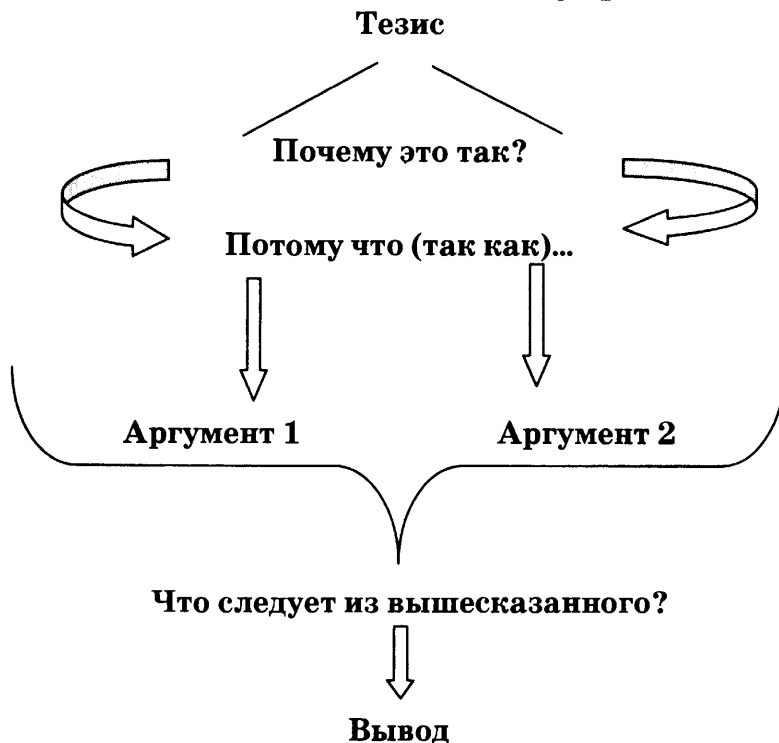 Тезис
Почему это так?
Потому что (так как)...
Аргумент 1 Аргумент 2
Что следует из вышесказанного?
Вывод